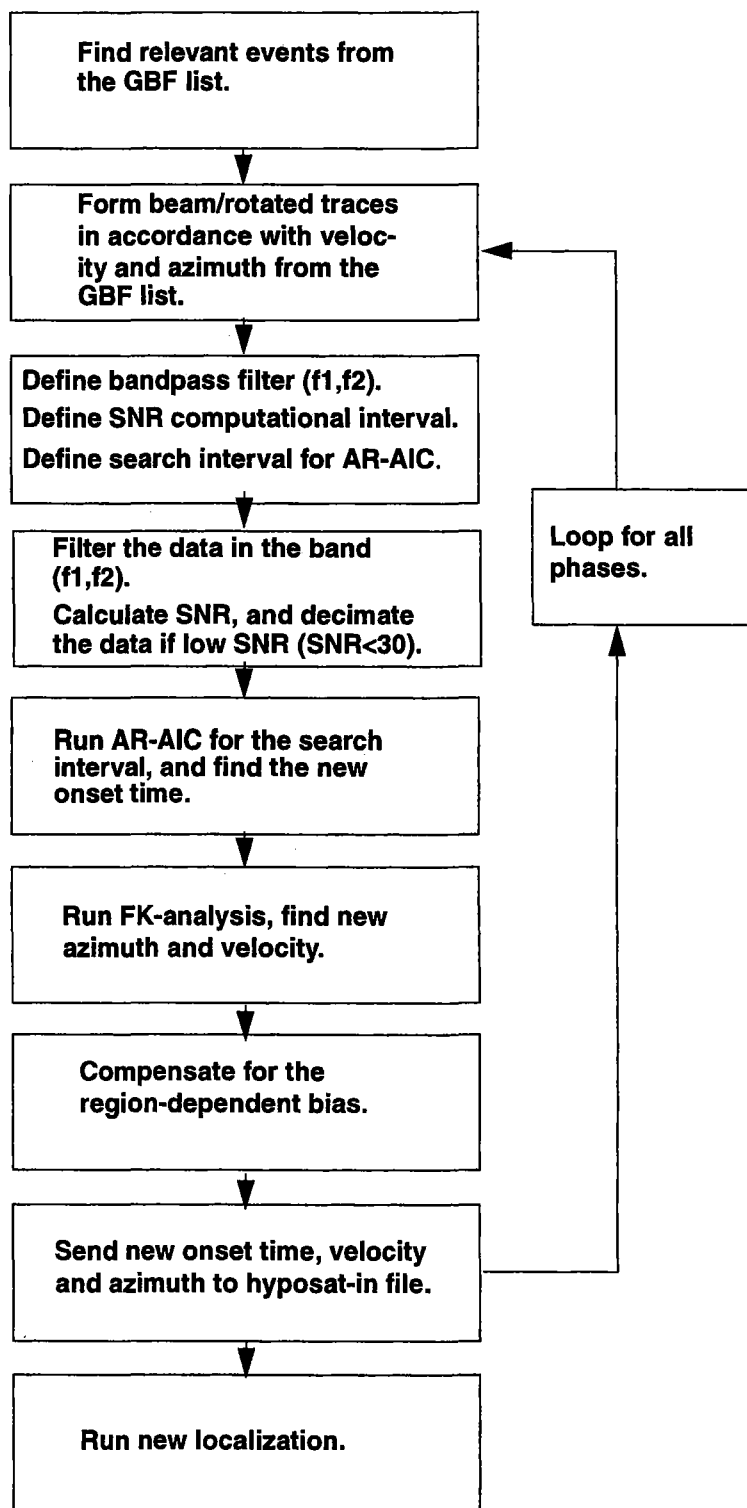 Find relevant events from
the GBF list.
Form beam/rotated traces
in accordance with veloc-
ity and azimuth from the
GBF list.
Define bandpass filter (f1,f2).
Define SNR computational interval.
Define search interval for AR-AIC.
Filter the data in the band
(f1,f2).
Calculate SNR, and decimate
the data if low SNR (SNR<30).
Loop for all
phases.
Run AR-AIC for the search
interval, and find the new
onset time.
Run FK-analysis, find new
azimuth and velocity.
Compensate for the
region-dependent bias.
Send new onset time, velocity
and azimuth to hyposat-in file.
Run new localization.